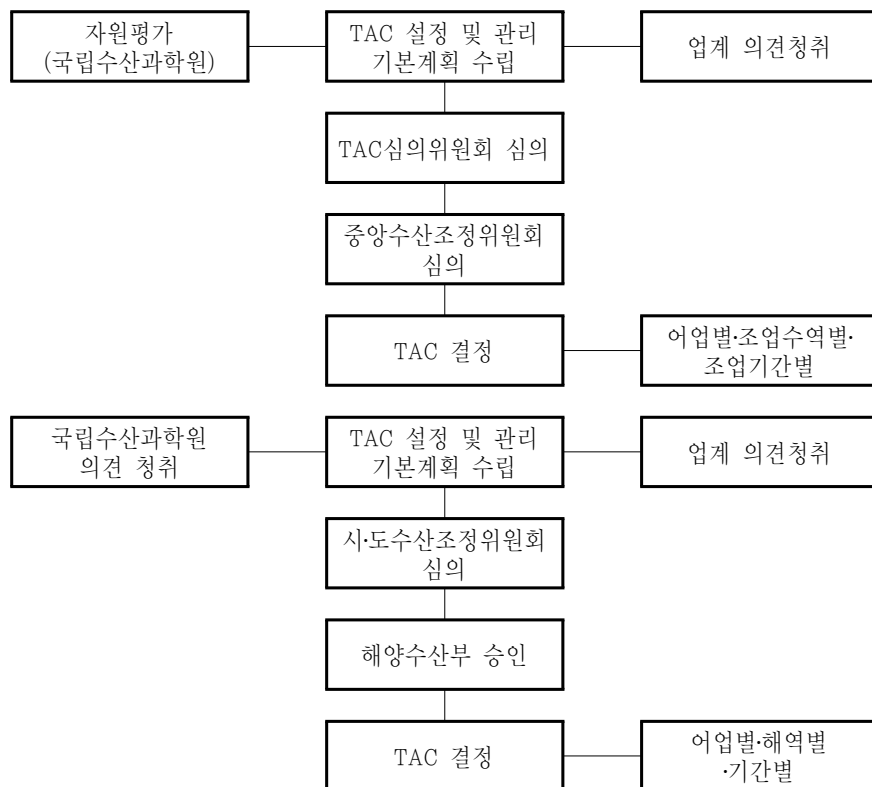 자원평가
(국립수산과학원)
TAC 설정 및 관리
기본계획 수립
업계 의견청취
TAC심의위원회 심의
중앙수산조정위원회
심의
TAC 결정
어업별·조업수역별·
조업기간별
국립수산과학원
의견 청취
TAC 설정 및 관리
기본계획 수립
업계 의견청취
시·도수산조정위원회
심의
해양수산부 승인
TAC 결정
어업별·해역별
·기간별